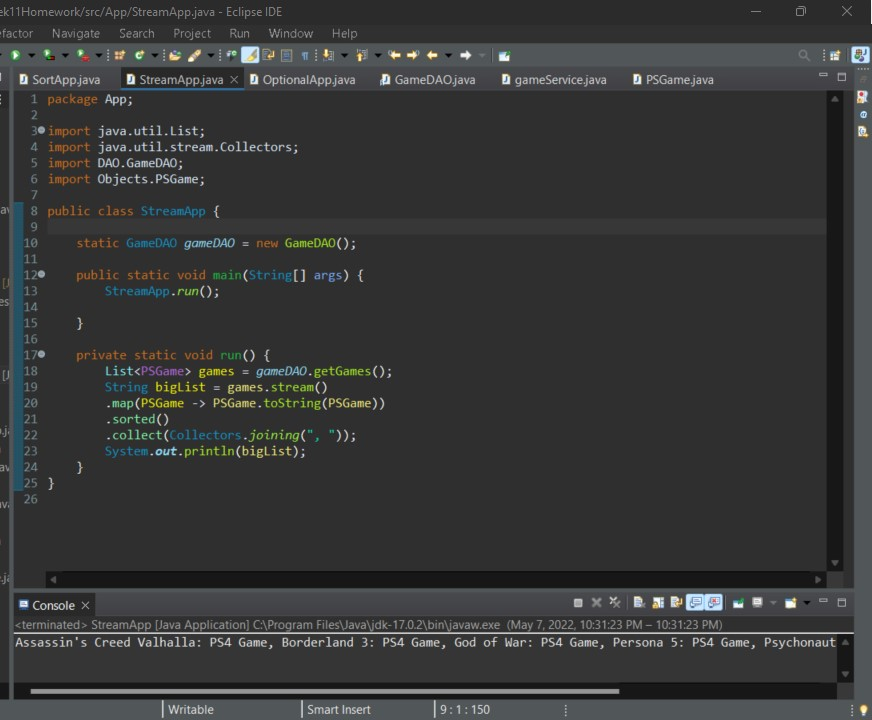 ek11Homework/src/App/StreamApp.java - Eclipse IDE
efactor Navigate Search Project Run Window Help
SortApp.java StreamApp.java OptionalApp.java GameDAO.java gameService.java PSGame.java
1 package App;
2
3 import java.util.List;
4 import java.util.stream.Collectors;
5 import DAO.GameDAO;
6 import Objects.PSGame;
7
8 public class StreamApp {
9
10 static GameDAO gameDAO = new GameDAO();
11
12 public static void main(String[] args) {
13 StreamApp.run();
14
15 }
16
17 private static void run() {
18 List<PSGame> games = gameDAO.getGames();
19 String bigList = games.stream()
20 .map(PSGame -> PSGame.toString(PSGame))
21 .sorted()
22 .collect(Collectors.joining(", "));
23 System.out.println(bigList);
24 }
25 }
26
Console
<terminated> StreamApp [Java Application] C:\Program Files\Java\jdk-17.0.2\bin\javaw.exe (May 7, 2022, 10:31:23 PM – 10:31:23 PM)
Assassin's Creed Valhalla: PS4 Game, Borderland 3: PS4 Game, God of War: PS4 Game, Persona 5: PS4 Game, Psychonaut
Writable Smart Insert 9 : 1 : 150